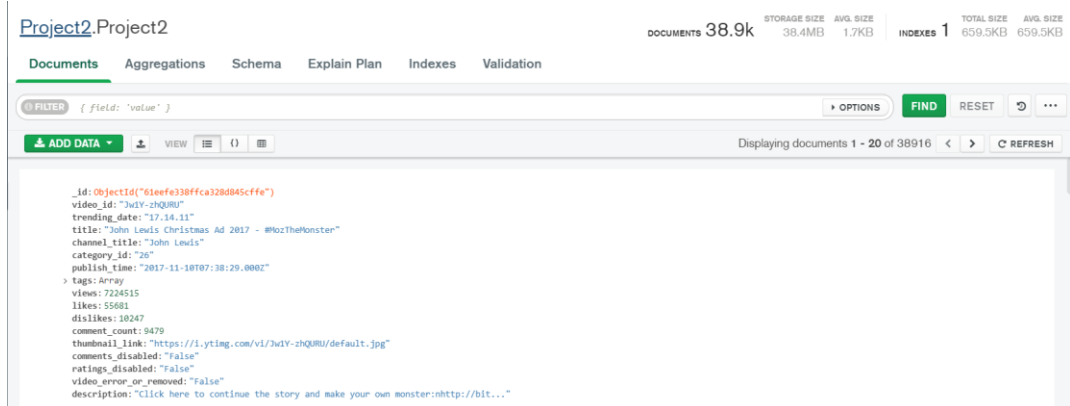 Project2.Project2
DOCUMENTS 38.9k STORAGE SIZE 38.4MB AVG. SIZE 1.7KB INDEXES 1 TOTAL SIZE 659.5KB AVG. SIZE 659.5KB
Documents Aggregations Schema Explain Plan Indexes Validation
FILTER { field: 'value' } OPTIONS FIND RESET ...
ADD DATA VIEW {} Displaying documents 1 - 20 of 38916 < > REFRESH
_id: ObjectId("61eefe338ffca328d845cffe")
video_id: "Jw1Y-zhQURU"
trending_date: "17.14.11"
title: "John Lewis Christmas Ad 2017 - #MozTheMonster"
channel_title: "John Lewis"
category_id: "26"
publish_time: "2017-11-10T07:38:29.000Z"
> tags: Array
views: 7224515
likes: 55681
dislikes: 10247
comment_count: 9479
thumbnail_link: "https://i.ytimg.com/vi/Jw1Y-zhQURU/default.jpg"
comments_disabled: "False"
ratings_disabled: "False"
video_error_or_removed: "False"
description: "Click here to continue the story and make your own monster:nhttp://bit..."